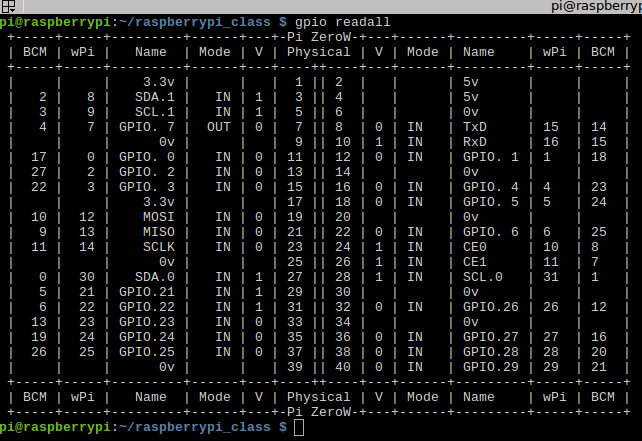 pi@raspberryp
pi@raspberrypi:~/raspberrypi_class $ gpio readall
+-----+-----+---------+------+---+-Pi ZeroW-+---+------+---------+-----+-----+
| BCM | wPi |   Name  | Mode | V | Physical | V | Mode | Name    | wPi | BCM |
+-----+-----+---------+------+---+----++----+---+------+---------+-----+-----+
|     |     |    3.3v |      |   |  1 || 2  |   |      | 5v      |     |     |
|   2 |   8 |   SDA.1 |   IN | 1 |  3 || 4  |   |      | 5v      |     |     |
|   3 |   9 |   SCL.1 |   IN | 1 |  5 || 6  |   |      | 0v      |     |     |
|   4 |   7 | GPIO. 7 |  OUT | 0 |  7 || 8  | 0 | IN   | TxD     | 15  | 14  |
|     |     |      0v |      |   |  9 || 10 | 1 | IN   | RxD     | 16  | 15  |
|  17 |   0 | GPIO. 0 |   IN | 0 | 11 || 12 | 0 | IN   | GPIO. 1 | 1   | 18  |
|  27 |   2 | GPIO. 2 |   IN | 0 | 13 || 14 |   |      | 0v      |     |     |
|  22 |   3 | GPIO. 3 |   IN | 0 | 15 || 16 | 0 | IN   | GPIO. 4 | 4   | 23  |
|     |     |    3.3v |      |   | 17 || 18 | 0 | IN   | GPIO. 5 | 5   | 24  |
|  10 |  12 |    MOSI |   IN | 0 | 19 || 20 |   |      | 0v      |     |     |
|   9 |  13 |    MISO |   IN | 0 | 21 || 22 | 0 | IN   | GPIO. 6 | 6   | 25  |
|  11 |  14 |    SCLK |   IN | 0 | 23 || 24 | 1 | IN   | CE0     | 10  | 8   |
|     |     |      0v |      |   | 25 || 26 | 1 | IN   | CE1     | 11  | 7   |
|   0 |  30 |   SDA.0 |   IN | 1 | 27 || 28 | 1 | IN   | SCL.0   | 31  | 1   |
|   5 |  21 | GPIO.21 |   IN | 1 | 29 || 30 |   |      | 0v      |     |     |
|   6 |  22 | GPIO.22 |   IN | 1 | 31 || 32 | 0 | IN   | GPIO.26 | 26  | 12  |
|  13 |  23 | GPIO.23 |   IN | 0 | 33 || 34 |   |      | 0v      |     |     |
|  19 |  24 | GPIO.24 |   IN | 0 | 35 || 36 | 0 | IN   | GPIO.27 | 27  | 16  |
|  26 |  25 | GPIO.25 |   IN | 0 | 37 || 38 | 0 | IN   | GPIO.28 | 28  | 20  |
|     |     |      0v |      |   | 39 || 40 | 0 | IN   | GPIO.29 | 29  | 21  |
+-----+-----+---------+------+---+----++----+---+------+---------+-----+-----+
| BCM | wPi |   Name  | Mode | V | Physical | V | Mode | Name    | wPi | BCM |
+-----+-----+---------+------+---+-Pi ZeroW-+---+------+---------+-----+-----+
pi@raspberrypi:~/raspberrypi_class $